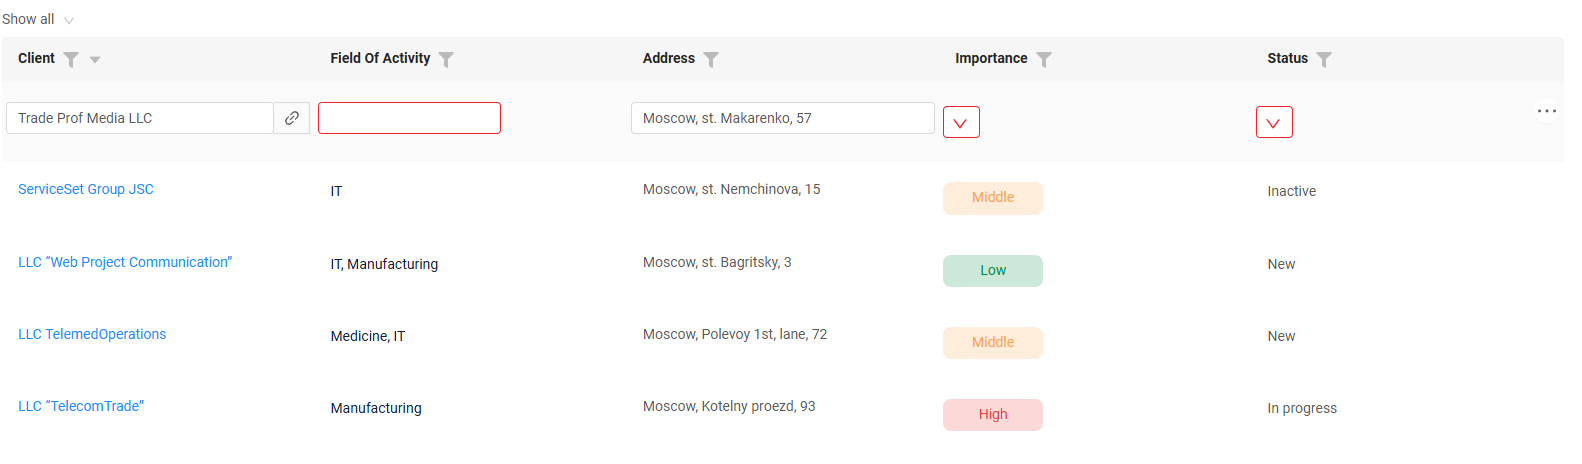 Show all
Client Field Of Activity Address Importance Status
Trade Prof Media LLC Moscow, st. Makarenko, 57
ServiceSet Group JSC IT Moscow, st. Nemchinova, 15 Middle Inactive
LLC “Web Project Communication” IT, Manufacturing Moscow, st. Bagritsky, 3 Low New
LLC TelemedOperations Medicine, IT Moscow, Polevoy 1st, lane, 72 Middle New
LLC “TelecomTrade” Manufacturing Moscow, Kotelny proezd, 93 High In progress